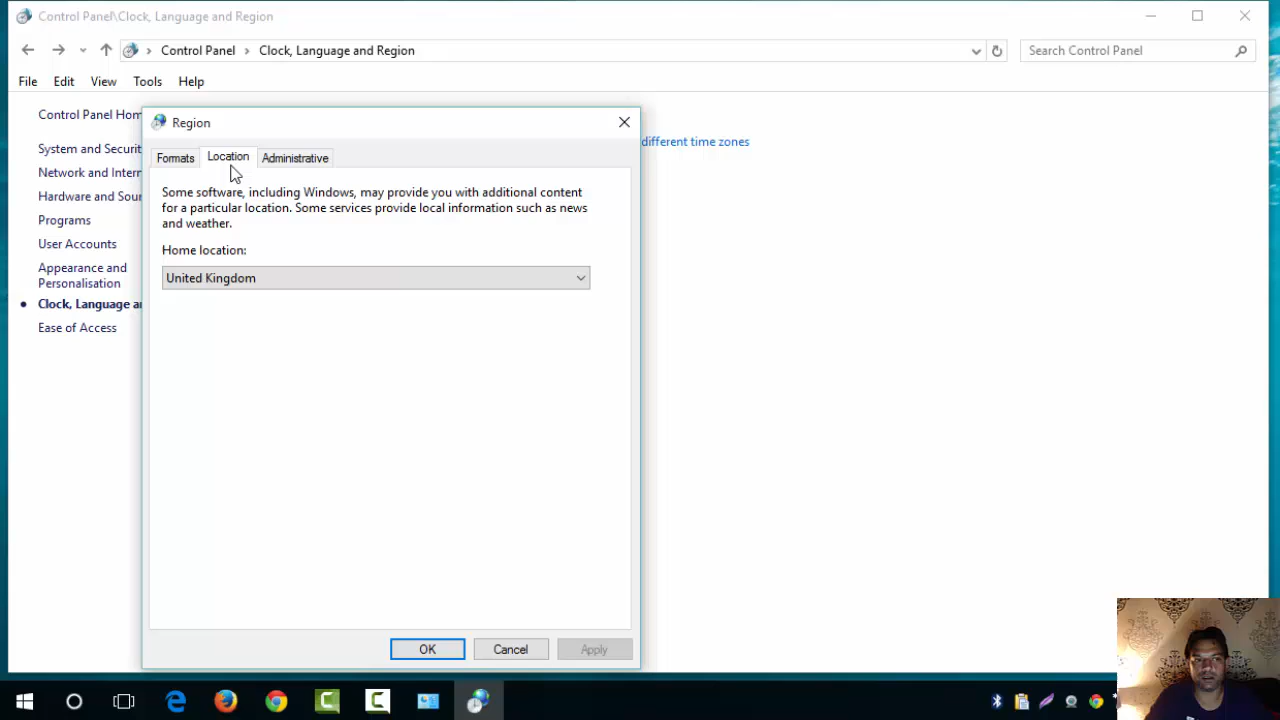 Control Panel\Clock, Language and Region
Control Panel
Clock, Language and Region
Search Control Panel
File
Edit
View
Tools
Help
Control Panel Hom
System and Securit
Network and Intern
Hardware and Sour
Programs
User Accounts
Appearance and
Personalisation
Clock, Language a
Ease of Access
different time zones
Region
Formats
Location
Administrative
Some software, including Windows, may provide you with additional content
for a particular location. Some services provide local information such as news
and weather.
Home location:
United Kingdom
OK
Cancel
Apply